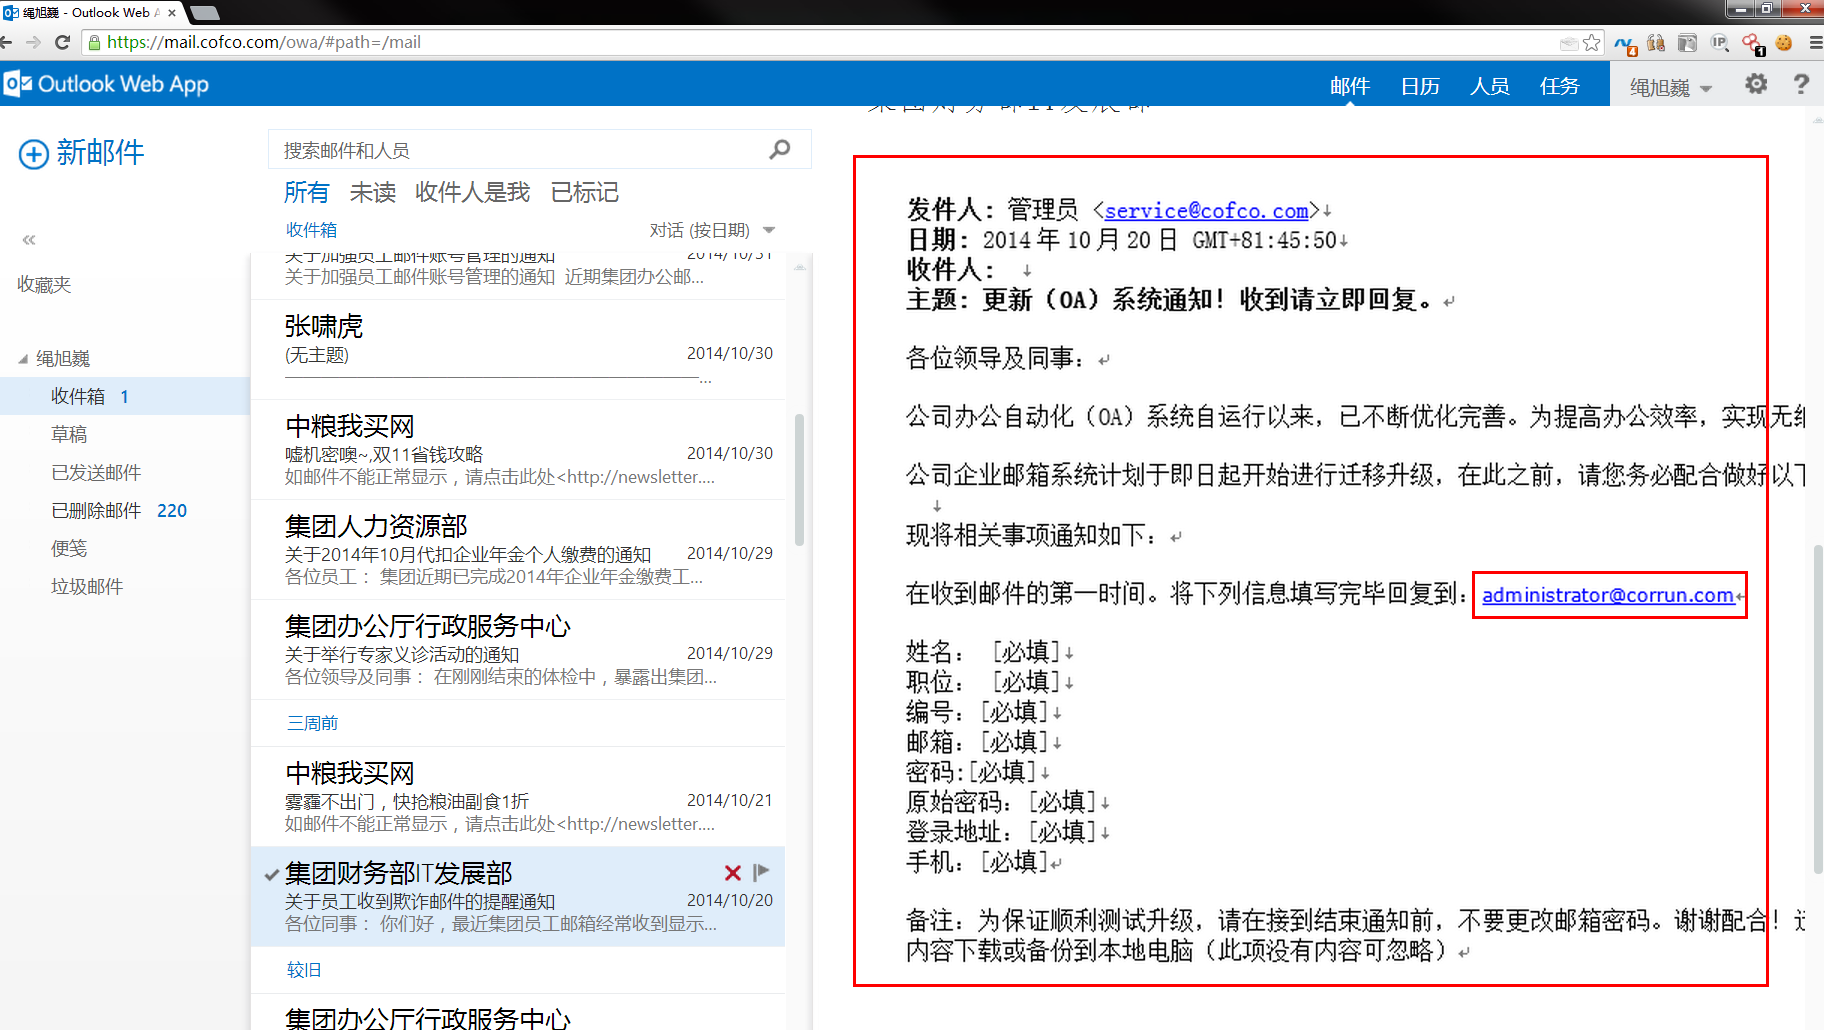 绳旭巍 - Outlook Web A
https://mail.cofco.com/owa/#path=/mail
Outlook Web App
邮件 日历 人员 任务 绳旭巍
新邮件
收藏夹
绳旭巍
收件箱 1
草稿
已发送邮件
已删除邮件 220
便笺
垃圾邮件
搜索邮件和人员
所有 未读 收件人是我 已标记
收件箱 对话 (按日期)
关于加强员工邮件账号管理的通知 2014/10/31
关于加强员工邮件账号管理的通知 近期集团办公邮...
张啸虎
(无主题) 2014/10/30
中粮我买网
嘘机密噢~,双11省钱攻略 2014/10/30
如邮件不能正常显示，请点击此处<http://newsletter....
集团人力资源部
关于2014年10月代扣企业年金个人缴费的通知 2014/10/29
各位员工： 集团近期已完成2014年企业年金缴费工...
集团办公厅行政服务中心
关于举行专家义诊活动的通知 2014/10/29
各位领导及同事： 在刚刚结束的体检中，暴露出集团...
三周前
中粮我买网
雾霾不出门，快抢粮油副食1折 2014/10/21
如邮件不能正常显示，请点击此处<http://newsletter....
集团财务部IT发展部
关于员工收到欺诈邮件的提醒通知 2014/10/20
各位同事： 你们好，最近集团员工邮箱经常收到显示...
较旧
集团办公厅行政服务中心
集团财务部IT发展部
发件人：管理员 <service@cofco.com>↓
日期：2014年10月20日 GMT+81:45:50↓
收件人： ↓
主题：更新（OA）系统通知！收到请立即回复。↵
各位领导及同事：↵
公司办公自动化（OA）系统自运行以来，已不断优化完善。为提高办公效率，实现无
公司企业邮箱系统计划于即日起开始进行迁移升级，在此之前，请您务必配合做好以下
↓
现将相关事项通知如下：↵
在收到邮件的第一时间。将下列信息填写完毕回复到：administrator@corrun.com↵
姓名： [必填]↓
职位： [必填]↓
编号：[必填]↓
邮箱：[必填]↓
密码:[必填]↓
原始密码：[必填]↓
登录地址：[必填]↓
手机：[必填]↵
备注：为保证顺利测试升级，请在接到结束通知前，不要更改邮箱密码。谢谢配合！
内容下载或备份到本地电脑（此项没有内容可忽略）↵